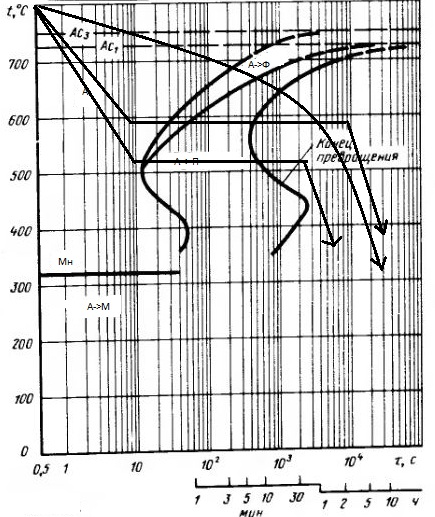 t,°C
AC₃
AC₁
700
А->Ф
600
Конец
превращения
500
400
Мн
300
А->М
200
100
0
0,5 1 10 10² 10³ 10⁴ τ, с
1 3 5 10 30 1 2 5 10 4
мин